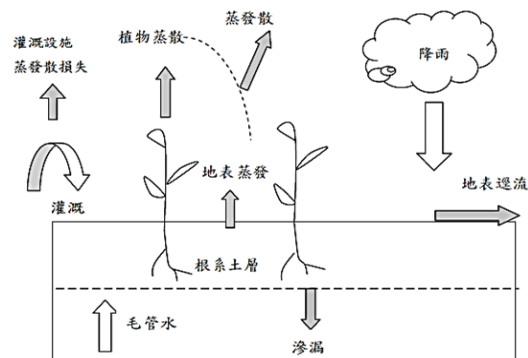 灌溉設施
蒸發散損失
植物蒸散
蒸發散
降雨
灌溉
地表蒸發
地表逕流
根系土層
毛管水
滲漏